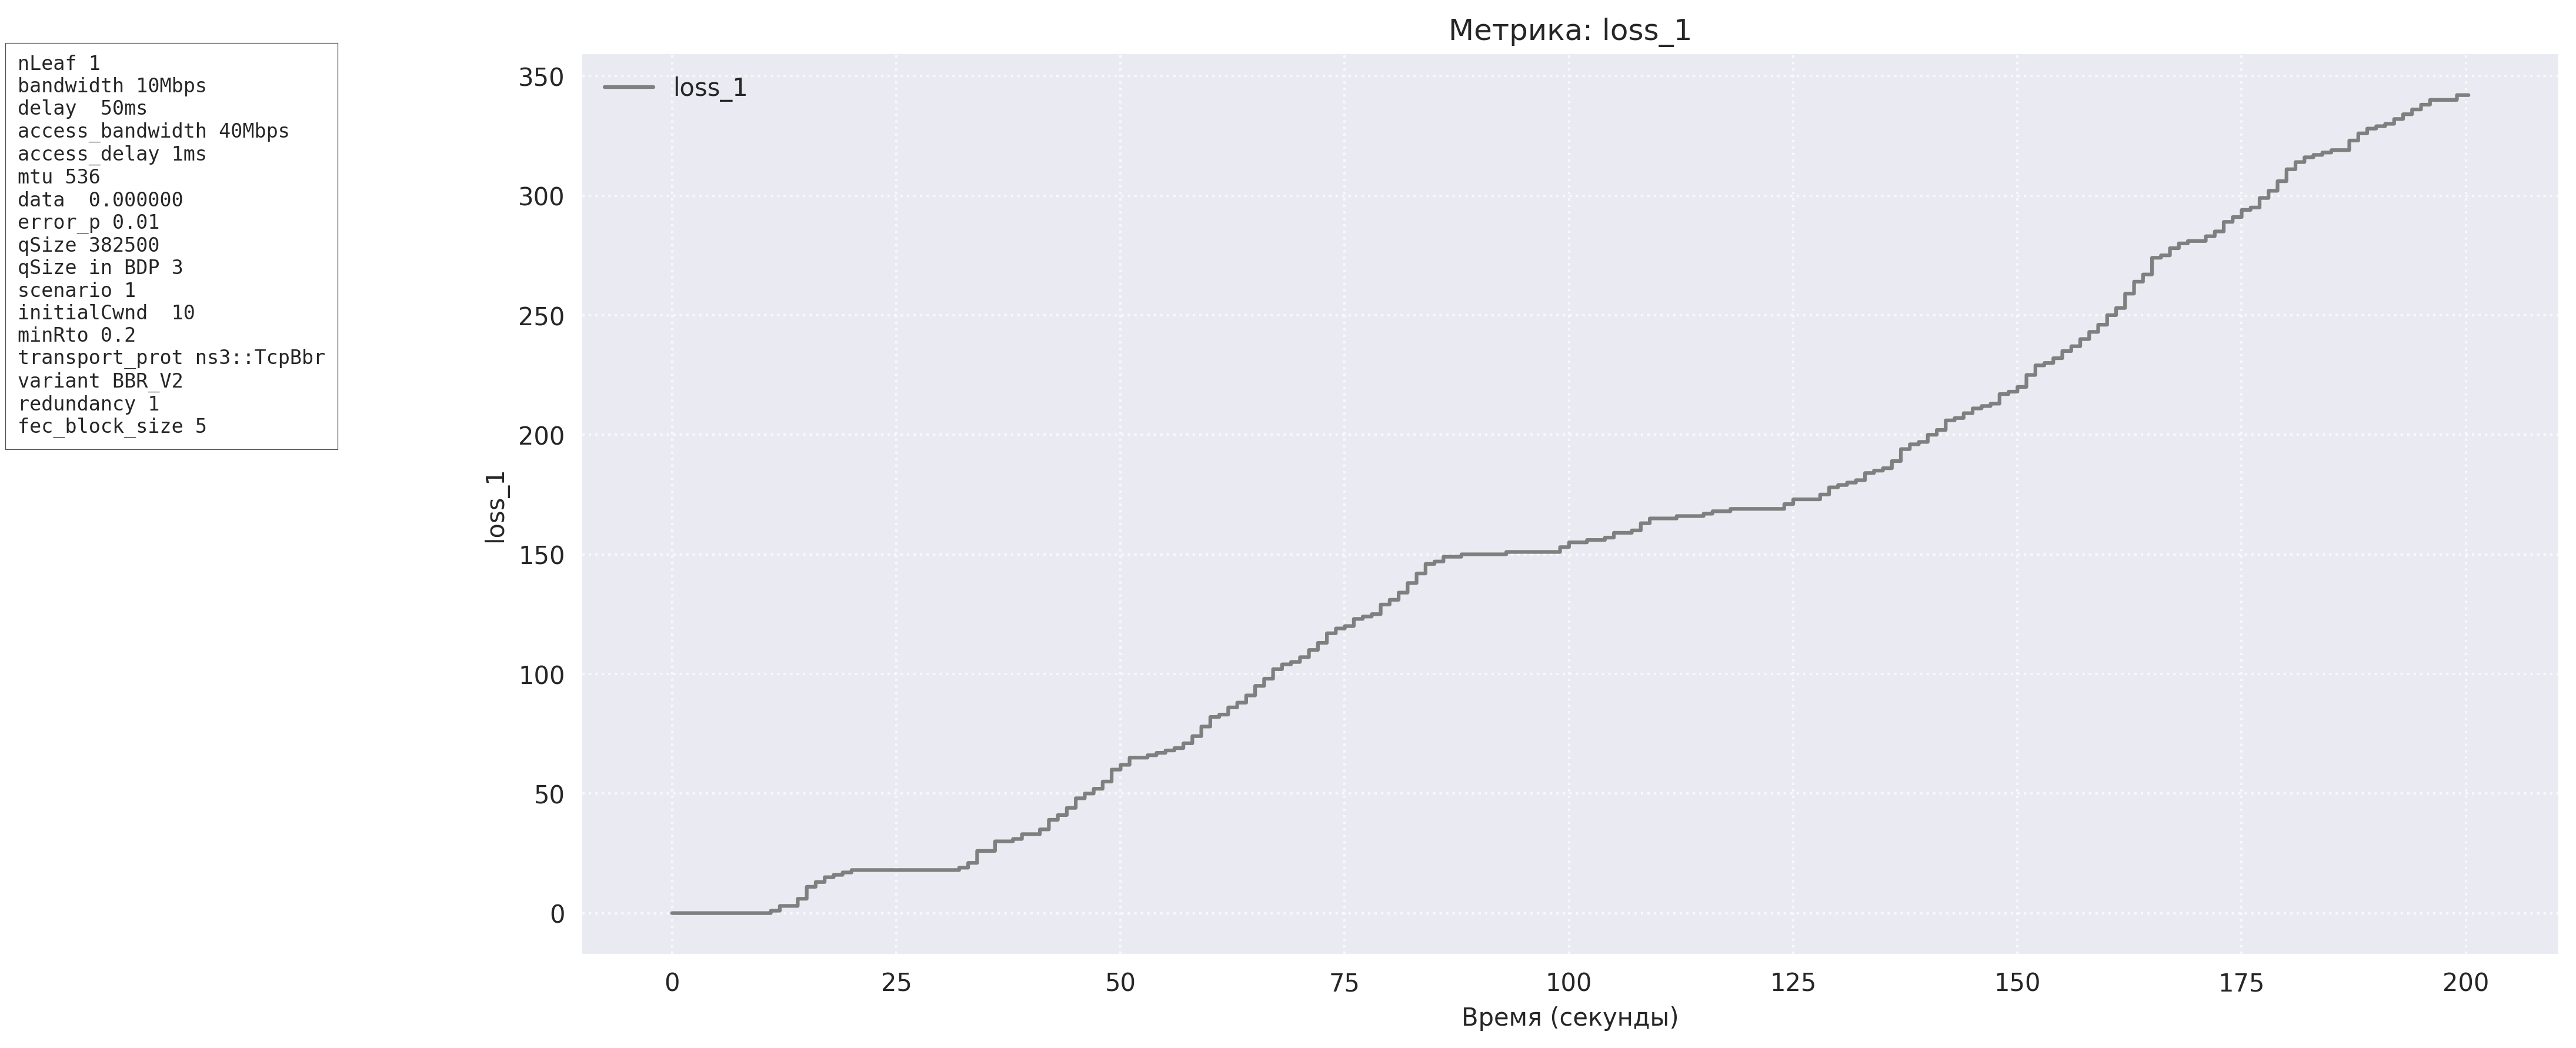 Метрика: loss_1
nLeaf 1
bandwidth 10Mbps
delay  50ms
access_bandwidth 40Mbps
access_delay 1ms
mtu 536
data  0.000000
error_p 0.01
qSize 382500
qSize in BDP 3
scenario 1
initialCwnd  10
minRto 0.2
transport_prot ns3::TcpBbr
variant BBR_V2
redundancy 1
fec_block_size 5
loss_1
350
300
250
200
150
100
50
0
loss_1
0 25 50 75 100 125 150 175 200
Время (секунды)